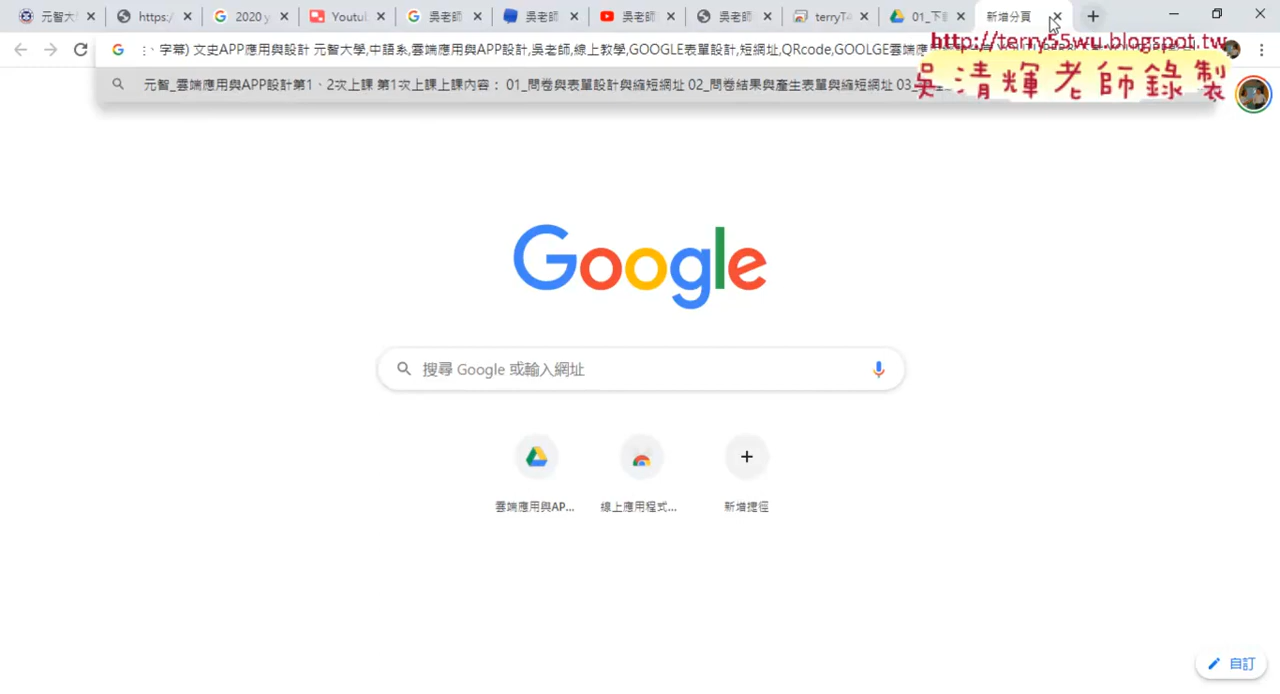 元智大
https:/
2020 y
Youtul
吳老師
吳老師
吳老師
吳老師
terryT4
01_下載
新增分頁
字幕) 文史APP應用與設計 元智大學,中語系,雲端應用與APP設計,吳老師,線上教學,GOOGLE表單設計,短網址,QRcode,GOOLGE雲端應
http://terry55wu.blogspot.tw
元智_雲端應用與APP設計第1、2次上課 第1次上課上課內容： 01_問卷與表單設計與縮短網址 02_問卷結果與產生表單與縮短網址 03_
吳清輝老師錄製
Google
搜尋 Google 或輸入網址
雲端應用與AP...
線上應用程式...
新增捷徑
自訂